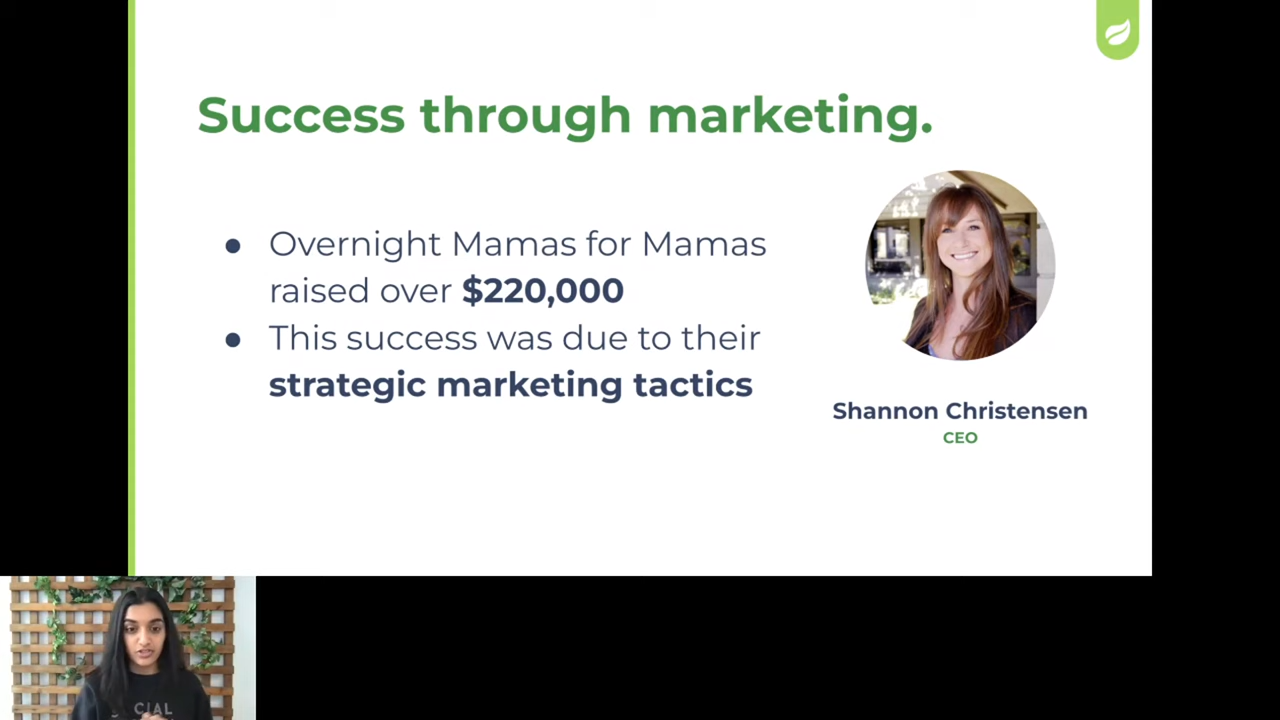 Success through marketing.
● Overnight Mamas for Mamas
raised over $220,000
● This success was due to their
strategic marketing tactics
Shannon Christensen
CEO